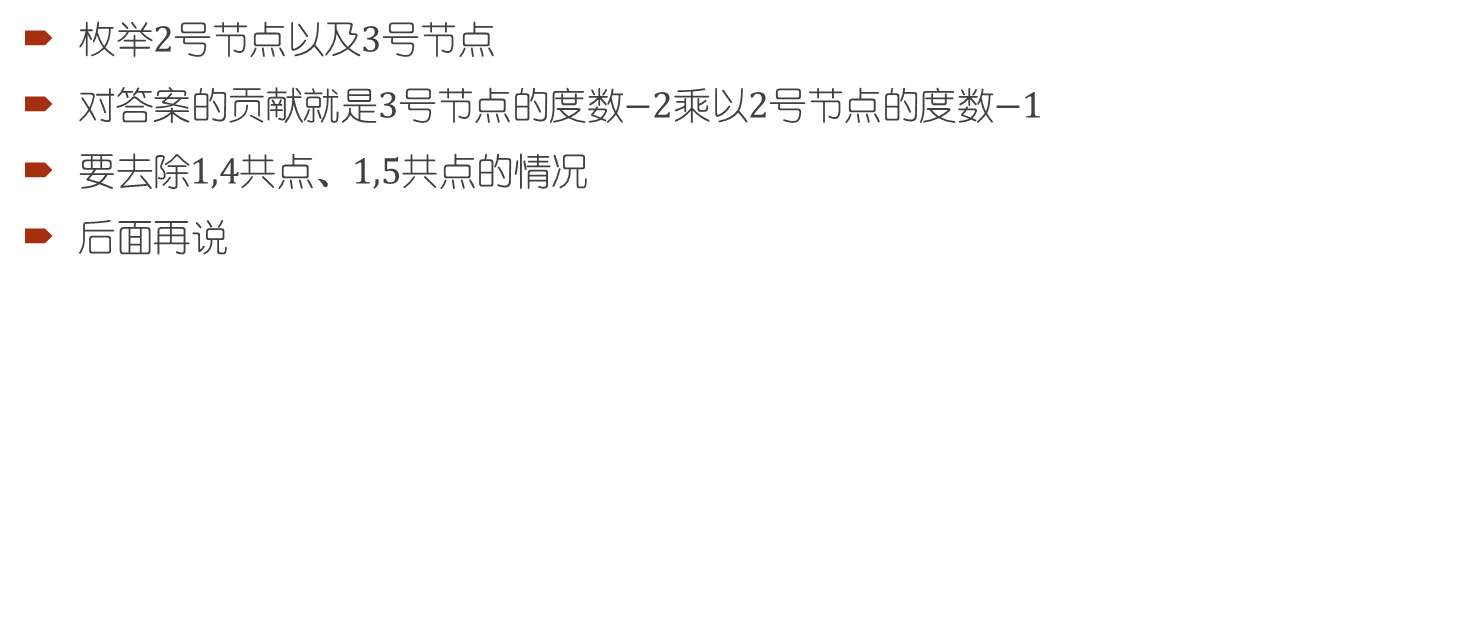 枚举2号节点以及3号节点
对答案的贡献就是3号节点的度数−2乘以2号节点的度数−1
要去除1,4共点、1,5共点的情况
后面再说